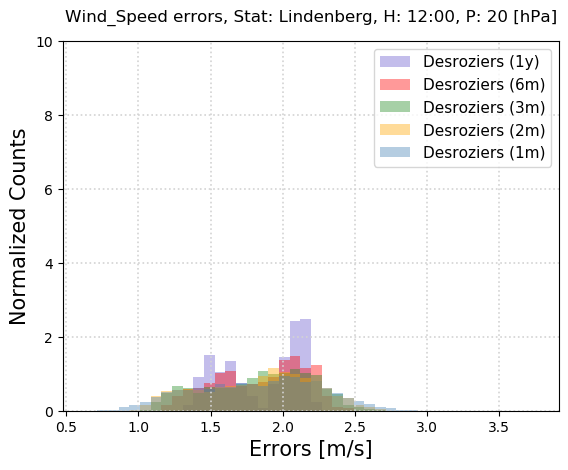 Wind_Speed errors, Stat: Lindenberg, H: 12:00, P: 20 [hPa]
Desroziers (1y)
Desroziers (6m)
Desroziers (3m)
Desroziers (2m)
Desroziers (1m)
Normalized Counts
10
8
6
4
2
0
0.5 1.0 1.5 2.0 2.5 3.0 3.5
Errors [m/s]